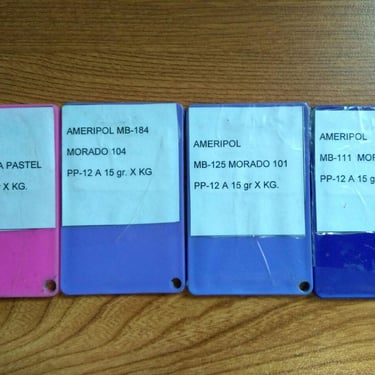 A PASTEL
X KG.
AMERIPOL MB-184
MORADO 104
PP-12 A 15 gr. X KG
AMERIPOL
MB-125 MORADO 101
PP-12 A 15 gr X KG.
AMERIPOL
MB-111 MOR
PP-12 A 15 gr